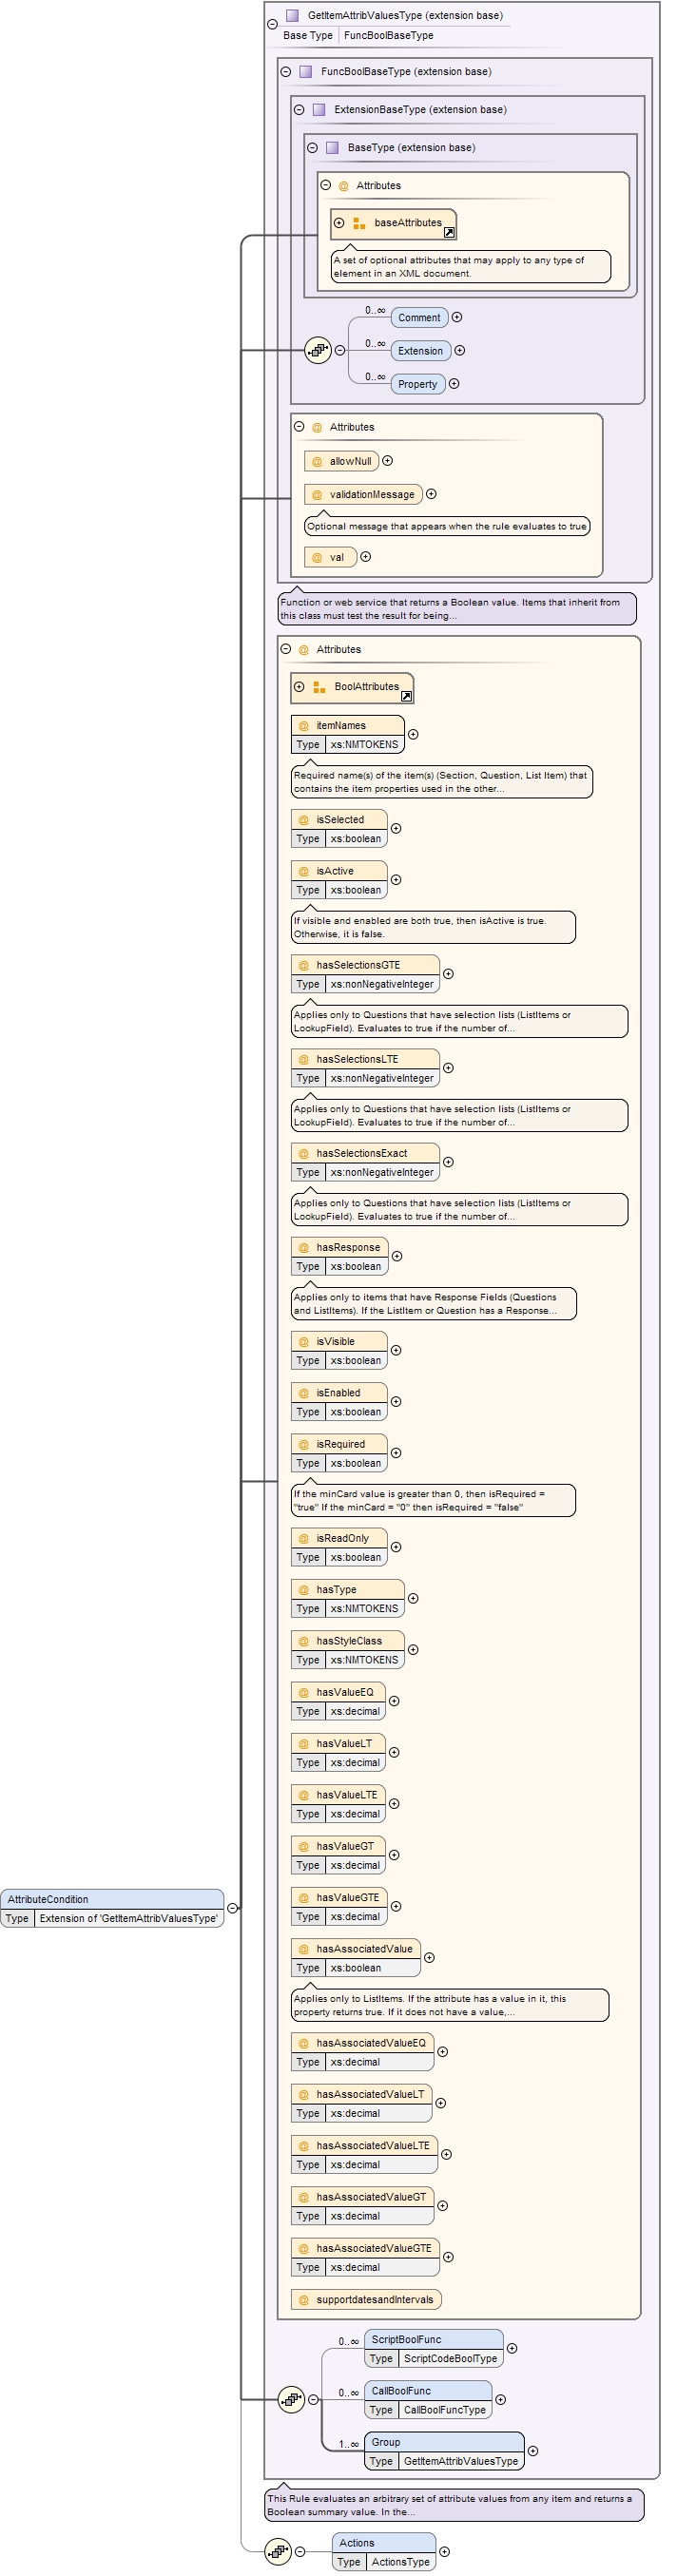 GetItemAttribValuesType (extension base)
Base Type FuncBoolBaseType
FuncBoolBaseType (extension base)
ExtensionBaseType (extension base)
BaseType (extension base)
@ Attributes
baseAttributes
A set of optional attributes that may apply to any type of
element in an XML document.
0..∞ Comment
0..∞ Extension
0..∞ Property
@ Attributes
@ allowNull
@ validationMessage
Optional message that appears when the rule evaluates to true
@ val
Function or web service that returns a Boolean value. Items that inherit from
this class must test the result for being...
@ Attributes
BoolAttributes
@ itemNames
Type xs:NMTOKENS
Required name(s) of the item(s) (Section, Question, List Item) that
contains the item properties used in the other...
@ isSelected
Type xs:boolean
@ isActive
Type xs:boolean
If visible and enabled are both true, then isActive is true.
Otherwise, it is false.
@ hasSelectionsGTE
Type xs:nonNegativeInteger
Applies only to Questions that have selection lists (ListItems or
LookupField). Evaluates to true if the number of...
@ hasSelectionsLTE
Type xs:nonNegativeInteger
Applies only to Questions that have selection lists (ListItems or
LookupField). Evaluates to true if the number of...
@ hasSelectionsExact
Type xs:nonNegativeInteger
Applies only to Questions that have selection lists (ListItems or
LookupField). Evaluates to true if the number of...
@ hasResponse
Type xs:boolean
Applies only to items that have Response Fields (Questions
and ListItems). If the ListItem or Question has a Response...
@ isVisible
Type xs:boolean
@ isEnabled
Type xs:boolean
@ isRequired
Type xs:boolean
If the minCard value is greater than 0, then isRequired =
"true" If the minCard = "0" then isRequired = "false"
@ isReadOnly
Type xs:boolean
@ hasType
Type xs:NMTOKENS
@ hasStyleClass
Type xs:NMTOKENS
@ hasValueEQ
Type xs:decimal
@ hasValueLT
Type xs:decimal
@ hasValueLTE
Type xs:decimal
@ hasValueGT
Type xs:decimal
@ hasValueGTE
Type xs:decimal
AttributeCondition
Type Extension of 'GetItemAttribValuesType'
@ hasAssociatedValue
Type xs:boolean
Applies only to ListItems. If the attribute has a value in it, this
property returns true. If it does not have a value,...
@ hasAssociatedValueEQ
Type xs:decimal
@ hasAssociatedValueLT
Type xs:decimal
@ hasAssociatedValueLTE
Type xs:decimal
@ hasAssociatedValueGT
Type xs:decimal
@ hasAssociatedValueGTE
Type xs:decimal
@ supportdatesandIntervals
0..∞ ScriptBoolFunc
Type ScriptCodeBoolType
0..∞ CallBoolFunc
Type CallBoolFuncType
1..∞ Group
Type GetItemAttribValuesType
This Rule evaluates an arbitrary set of attribute values from any item and returns a
Boolean summary value. In the...
Actions
Type ActionsType